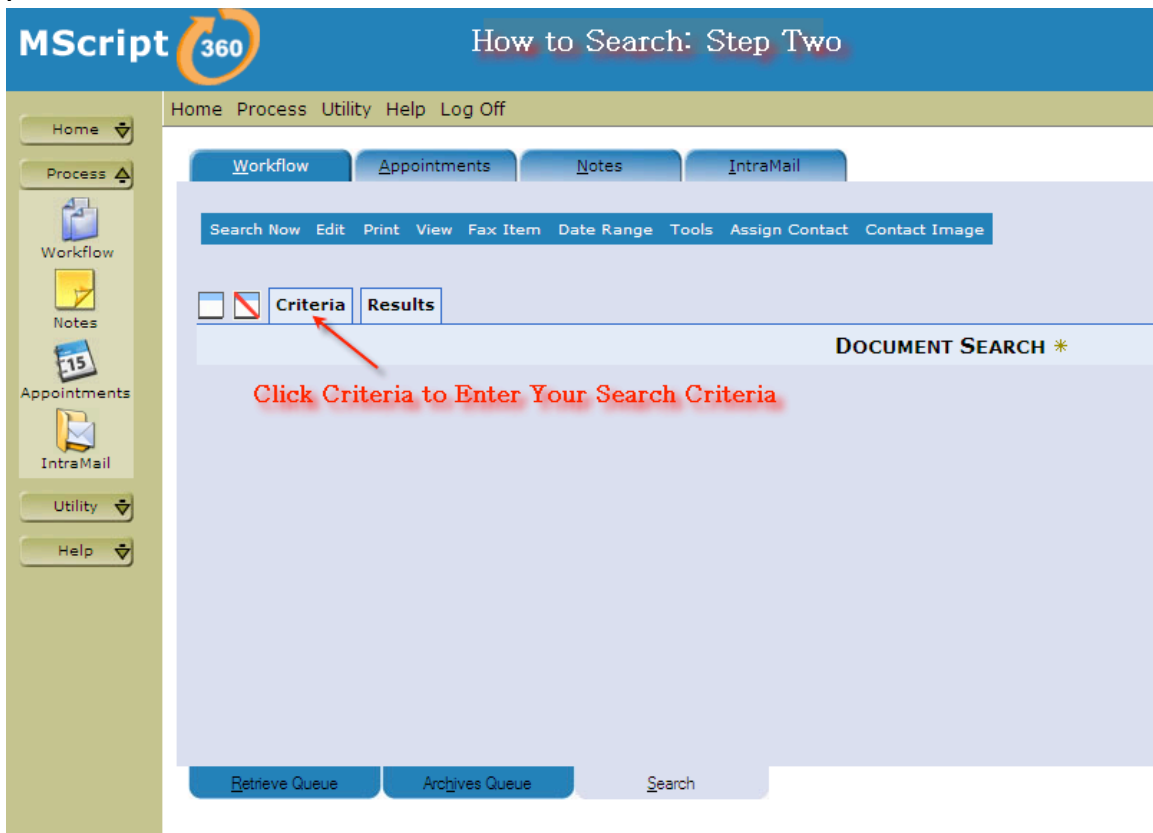 MScript 360
How to Search: Step Two
Home Process Utility Help Log Off
Home
Process
Workflow
Notes
15
Appointments
IntraMail
Utility
Help
Workflow Appointments Notes IntraMail
Search Now Edit Print View Fax Item Date Range Tools Assign Contact Contact Image
Criteria Results
DOCUMENT SEARCH *
Click Criteria to Enter Your Search Criteria
Retrieve Queue Archives Queue Search